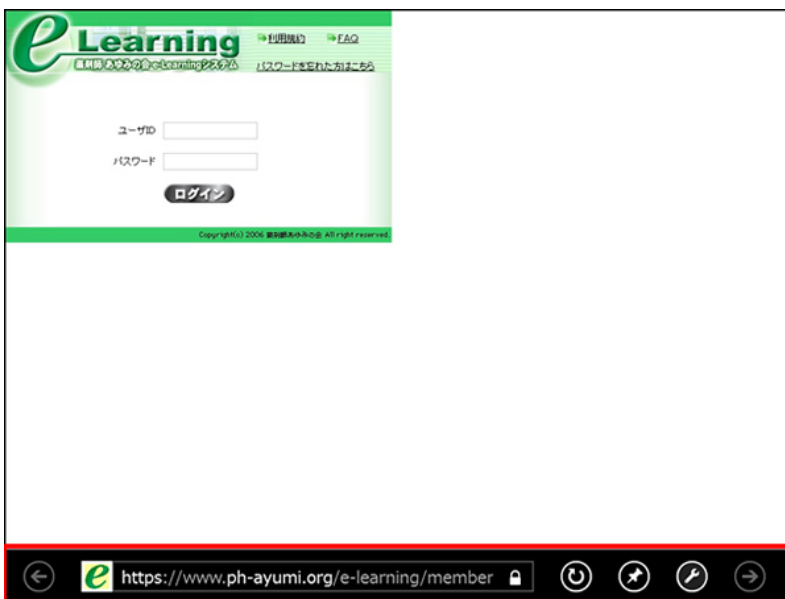 e Learning
薬剤師 あゆみの会 e-Learningシステム
利用規約 FAQ
パスワードを忘れた方はこちら
ユーザID
パスワード
ログイン
Copyright(c) 2006 薬剤師あゆみの会 All right reserved.
e https://www.ph-ayumi.org/e-learning/member